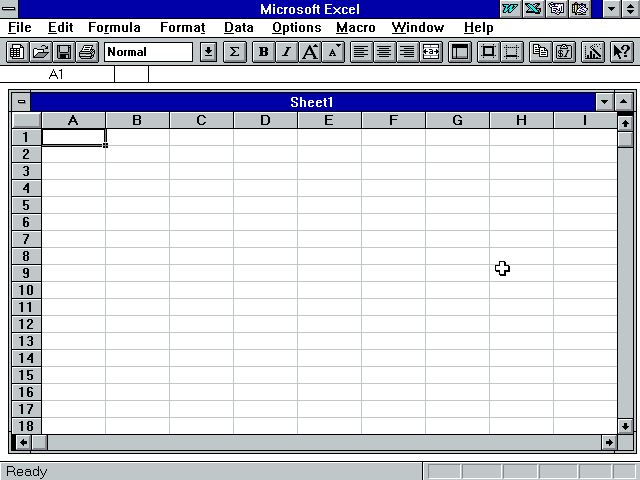 Microsoft Excel
File Edit Formula Format Data Options Macro Window Help
Normal Σ B I A A a
A1
Sheet1
A B C D E F G H I
1
2
3
4
5
6
7
8
9
10
11
12
13
14
15
16
17
18
Ready